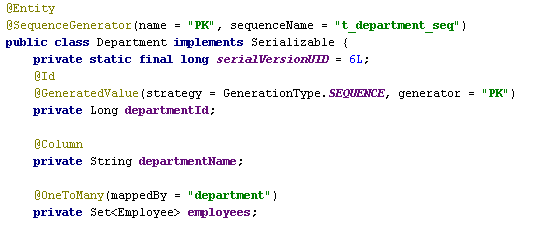 @Entity
@SequenceGenerator(name = "PK", sequenceName = "t_department_seq")
public class Department implements Serializable {
    private static final long serialVersionUID = 6L;
    @Id
    @GeneratedValue(strategy = GenerationType.SEQUENCE, generator = "PK")
    private Long departmentId;

    @Column
    private String departmentName;

    @OneToMany(mappedBy = "department")
    private Set<Employee> employees;